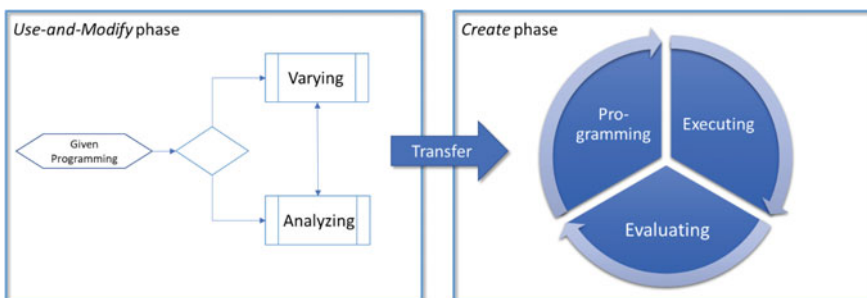 Use-and-Modify phase
Given
Programming
Varying
Analyzing
Transfer
Create phase
Pro-
gramming
Executing
Evaluating